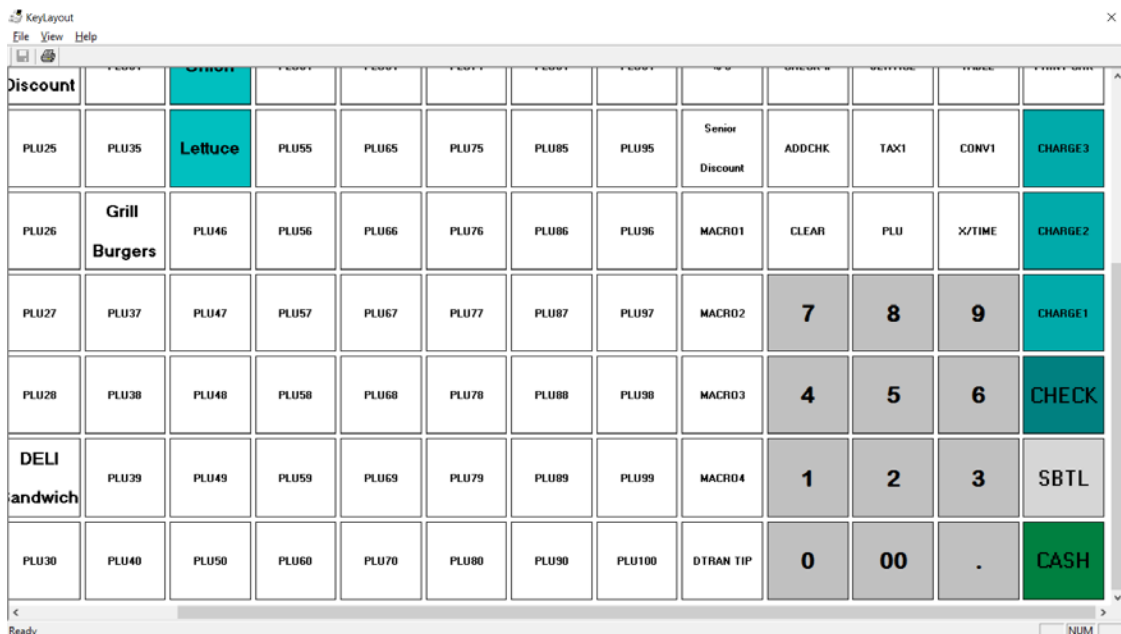 KeyLayout
File View Help
Discount
PLU25 PLU35 Lettuce PLU55 PLU65 PLU75 PLU85 PLU95 Senior Discount ADDCHK TAX1 CONV1 CHARGE3
PLU26 Grill Burgers PLU46 PLU56 PLU66 PLU76 PLU86 PLU96 MACRO1 CLEAR PLU X/TIME CHARGE2
PLU27 PLU37 PLU47 PLU57 PLU67 PLU77 PLU87 PLU97 MACRO2 7 8 9 CHARGE1
PLU28 PLU38 PLU48 PLU58 PLU68 PLU78 PLU88 PLU98 MACRO3 4 5 6 CHECK
DELI andwich PLU39 PLU49 PLU59 PLU69 PLU79 PLU89 PLU99 MACRO4 1 2 3 SBTL
PLU30 PLU40 PLU50 PLU60 PLU70 PLU80 PLU90 PLU100 DTRAN TIP 0 00 . CASH
Ready NUM